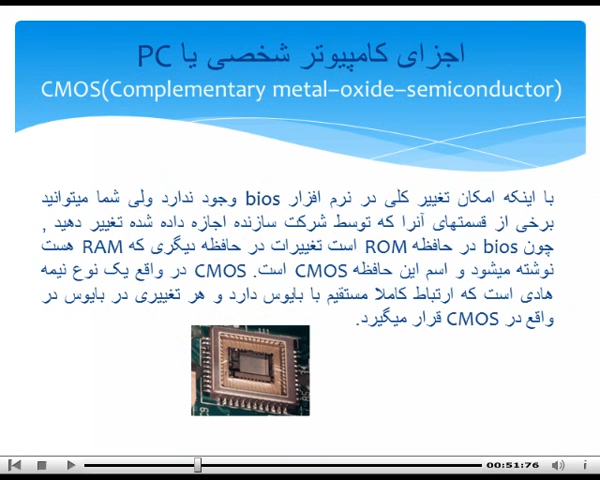 اجزای کامپیوتر شخصی یا PC
CMOS(Complementary metal–oxide–semiconductor)
با اینکه امکان تغییر کلی در نرم افزار bios وجود ندارد ولی شما میتوانید
برخی از قسمتهای آنرا که توسط شرکت سازنده اجازه داده شده تغییر دهید ,
چون bios در حافظه ROM است تغییرات در حافظه دیگری که RAM هست
نوشته میشود و اسم این حافظه CMOS است. CMOS در واقع یک نوع نیمه
هادی است که ارتباط کاملا مستقیم با بایوس دارد و هر تغییری در بایوس در
واقع در CMOS قرار میگیرد.
00:51:76